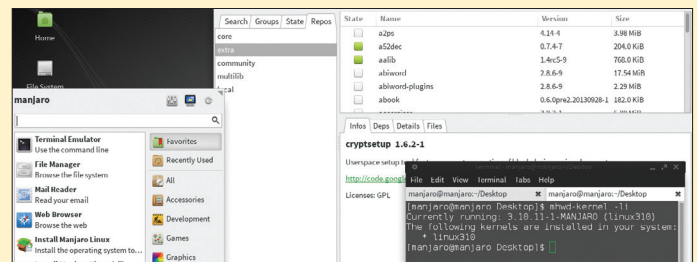 Home
File System
manjaro
Terminal Emulator
Use the command line
File Manager
Browse the file system
Mail Reader
Read your email
Web Browser
Browse the web
Install Manjaro Linux
Install the operating system to...
Favorites
Recently Used
All
Accessories
Development
Games
Graphics
Search Groups State Repos
core
extra
community
multilib
State Name Version Size
a2ps 4.14-4 3.98 MiB
a52dec 0.7.4-7 204.0 KiB
aalib 1.4rc5-9 768.0 KiB
abiword 2.8.6-9 17.54 MiB
abiword-plugins 2.8.6-9 2.29 MiB
abook 0.6.0pre2.20130928-1 182.0 KiB
Infos Deps Details Files
cryptsetup 1.6.2-1
Userspace setup
http://code.google
Licenses: GPL
File Edit View Terminal Tabs Help
manjaro@manjaro:~/Desktop × manjaro@manjaro:~/Desktop ×
[manjaro@manjaro Desktop]$ mhwd-kernel -li
Currently running: 3.10.11-1-MANJARO (linux310)
The following kernels are installed in your system:
* linux310
[manjaro@manjaro Desktop]$